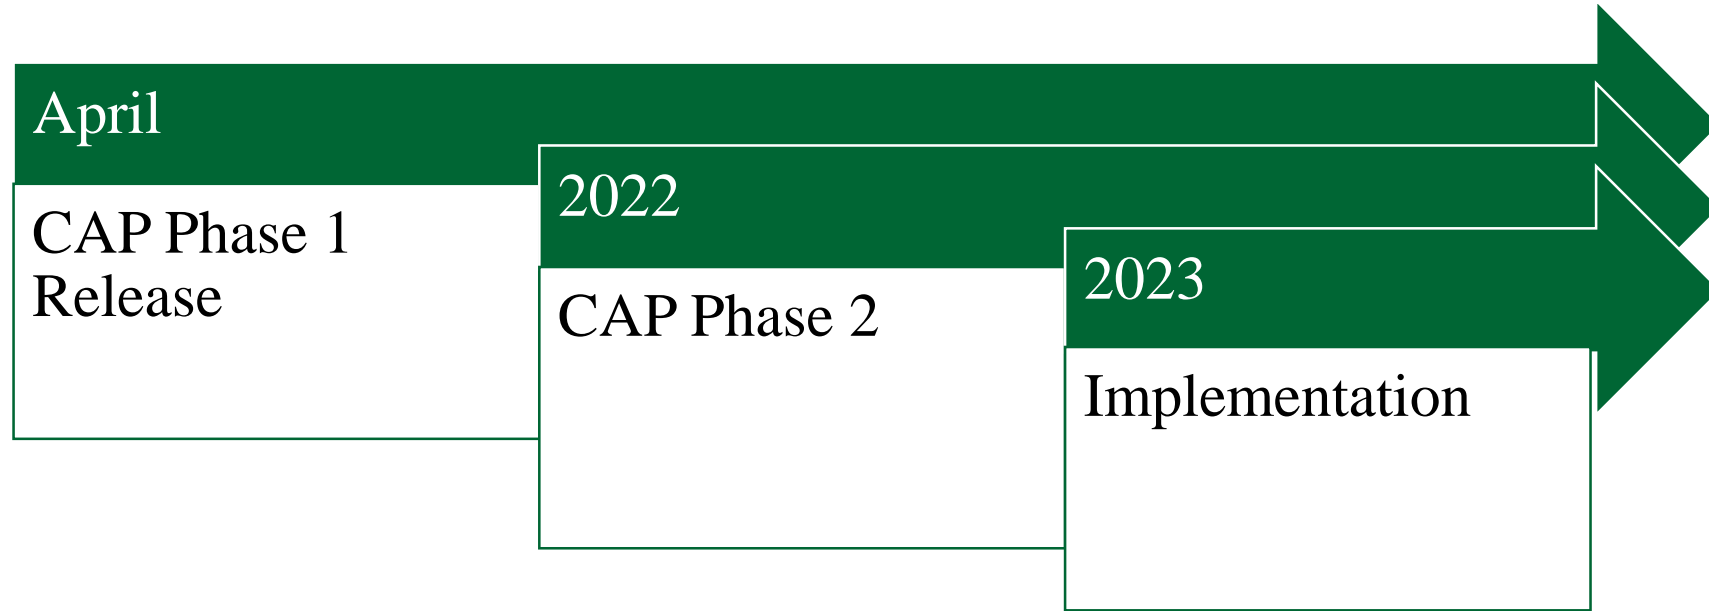 April
CAP Phase 1
Release
2022
CAP Phase 2
2023
Implementation